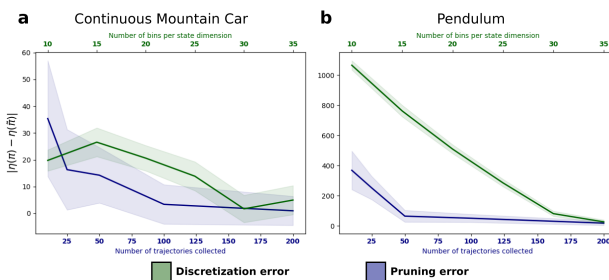 a
Continuous Mountain Car
Number of bins per state dimension
10 15 20 25 30 35
60
50
40
30
20
10
0
|η(π) − η(π̄)|
25 50 75 100 125 150 175 200
Number of trajectories collected
b
Pendulum
Number of bins per state dimension
10 15 20 25 30 35
1000
800
600
400
200
0
25 50 75 100 125 150 175 200
Number of trajectories collected
Discretization error
Pruning error